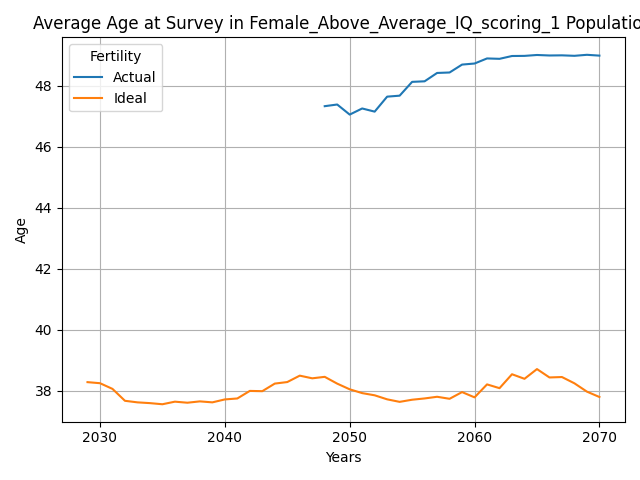 Average Age at Survey in Female_Above_Average_IQ_scoring_1 Populatio
Fertility
Actual
Ideal
48
46
44
42
40
38
Age
2030 2040 2050 2060 2070
Years